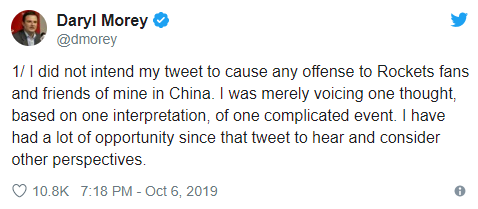 Daryl Morey
@dmorey
1/ I did not intend my tweet to cause any offense to Rockets fans
and friends of mine in China. I was merely voicing one thought,
based on one interpretation, of one complicated event. I have
had a lot of opportunity since that tweet to hear and consider
other perspectives.
10.8K 7:18 PM - Oct 6, 2019